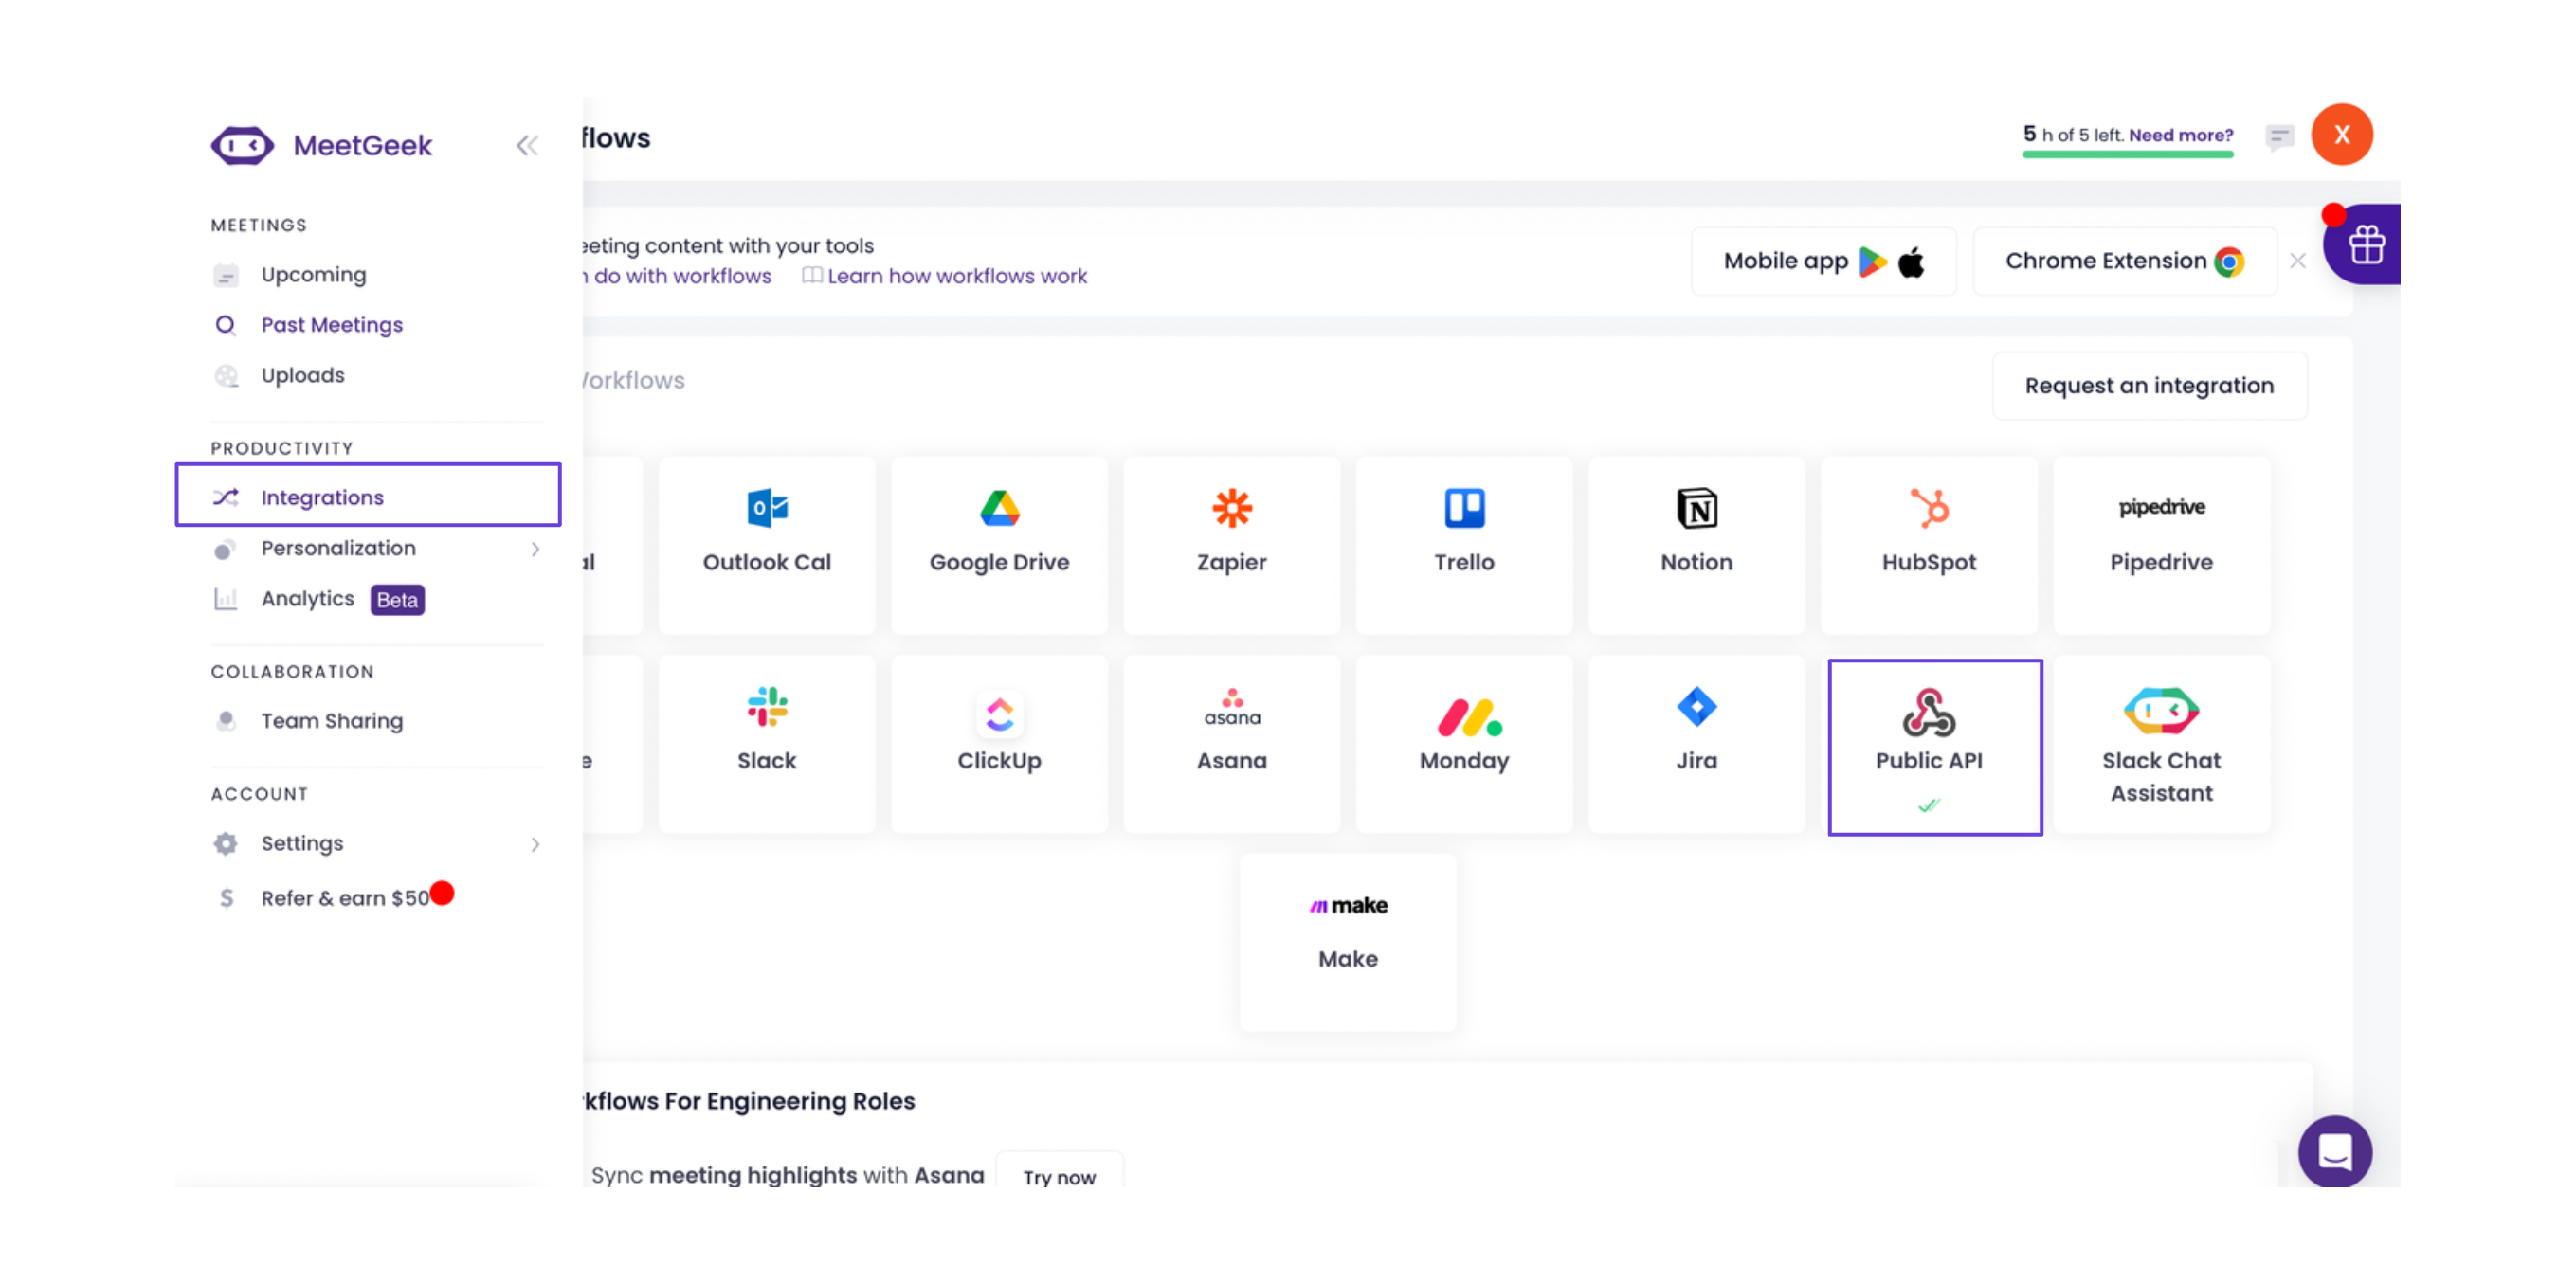 MeetGeek
MEETINGS
Upcoming
Past Meetings
Uploads
PRODUCTIVITY
Integrations
Personalization
Analytics Beta
COLLABORATION
Team Sharing
ACCOUNT
Settings
$ Refer & earn $50
flows
5 h of 5 left. Need more?
X
eeting content with your tools
n do with workflows Learn how workflows work
Mobile app
Chrome Extension
orkflows
Request an integration
al
Outlook Cal
Google Drive
Zapier
Trello
Notion
HubSpot
pipedrive
Pipedrive
e
Slack
ClickUp
asana
Asana
Monday
Jira
Public API
Slack Chat
Assistant
make
Make
kflows For Engineering Roles
Sync meeting highlights with Asana
Try now